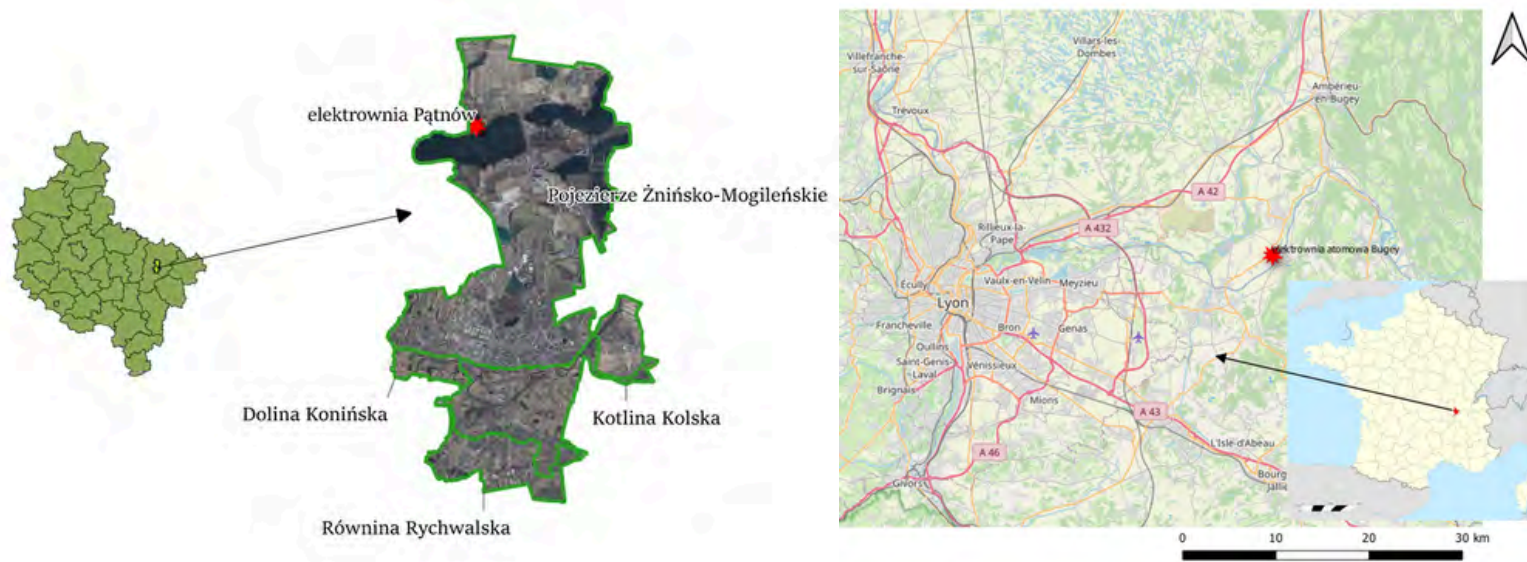 elektrownia Pątnów
Pojezierze Żnińsko-Mogileńskie
Dolina Konińska
Kotlina Kolska
Równina Rychwalska
Villefranche-
sur-Saône
Villars-les-
Dombes
Ambérieu-
en-Bugey
Trévoux
A 42
Rillieux-la-
Pape
A 432
elektrownia atomowa Bugey
Écully
Vaulx-en-Velin
Meyzieu
Lyon
Francheville
Bron
Genas
Oullins
Saint-Genis-
Laval
Vénissieux
Brignais
Mions
A 43
L'Isle-d'Abeau
A 46
Givors
Bourg
Jallie
0
10
20
30 km